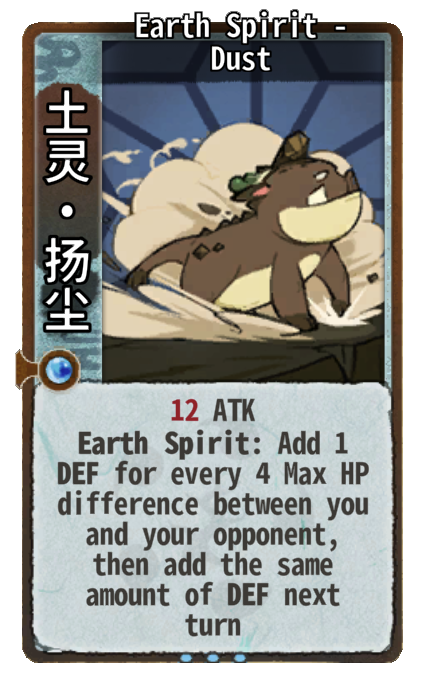 Earth Spirit -
Dust
土灵·扬尘
12 ATK
Earth Spirit: Add 1
DEF for every 4 Max HP
difference between you
and your opponent,
then add the same
amount of DEF next
turn